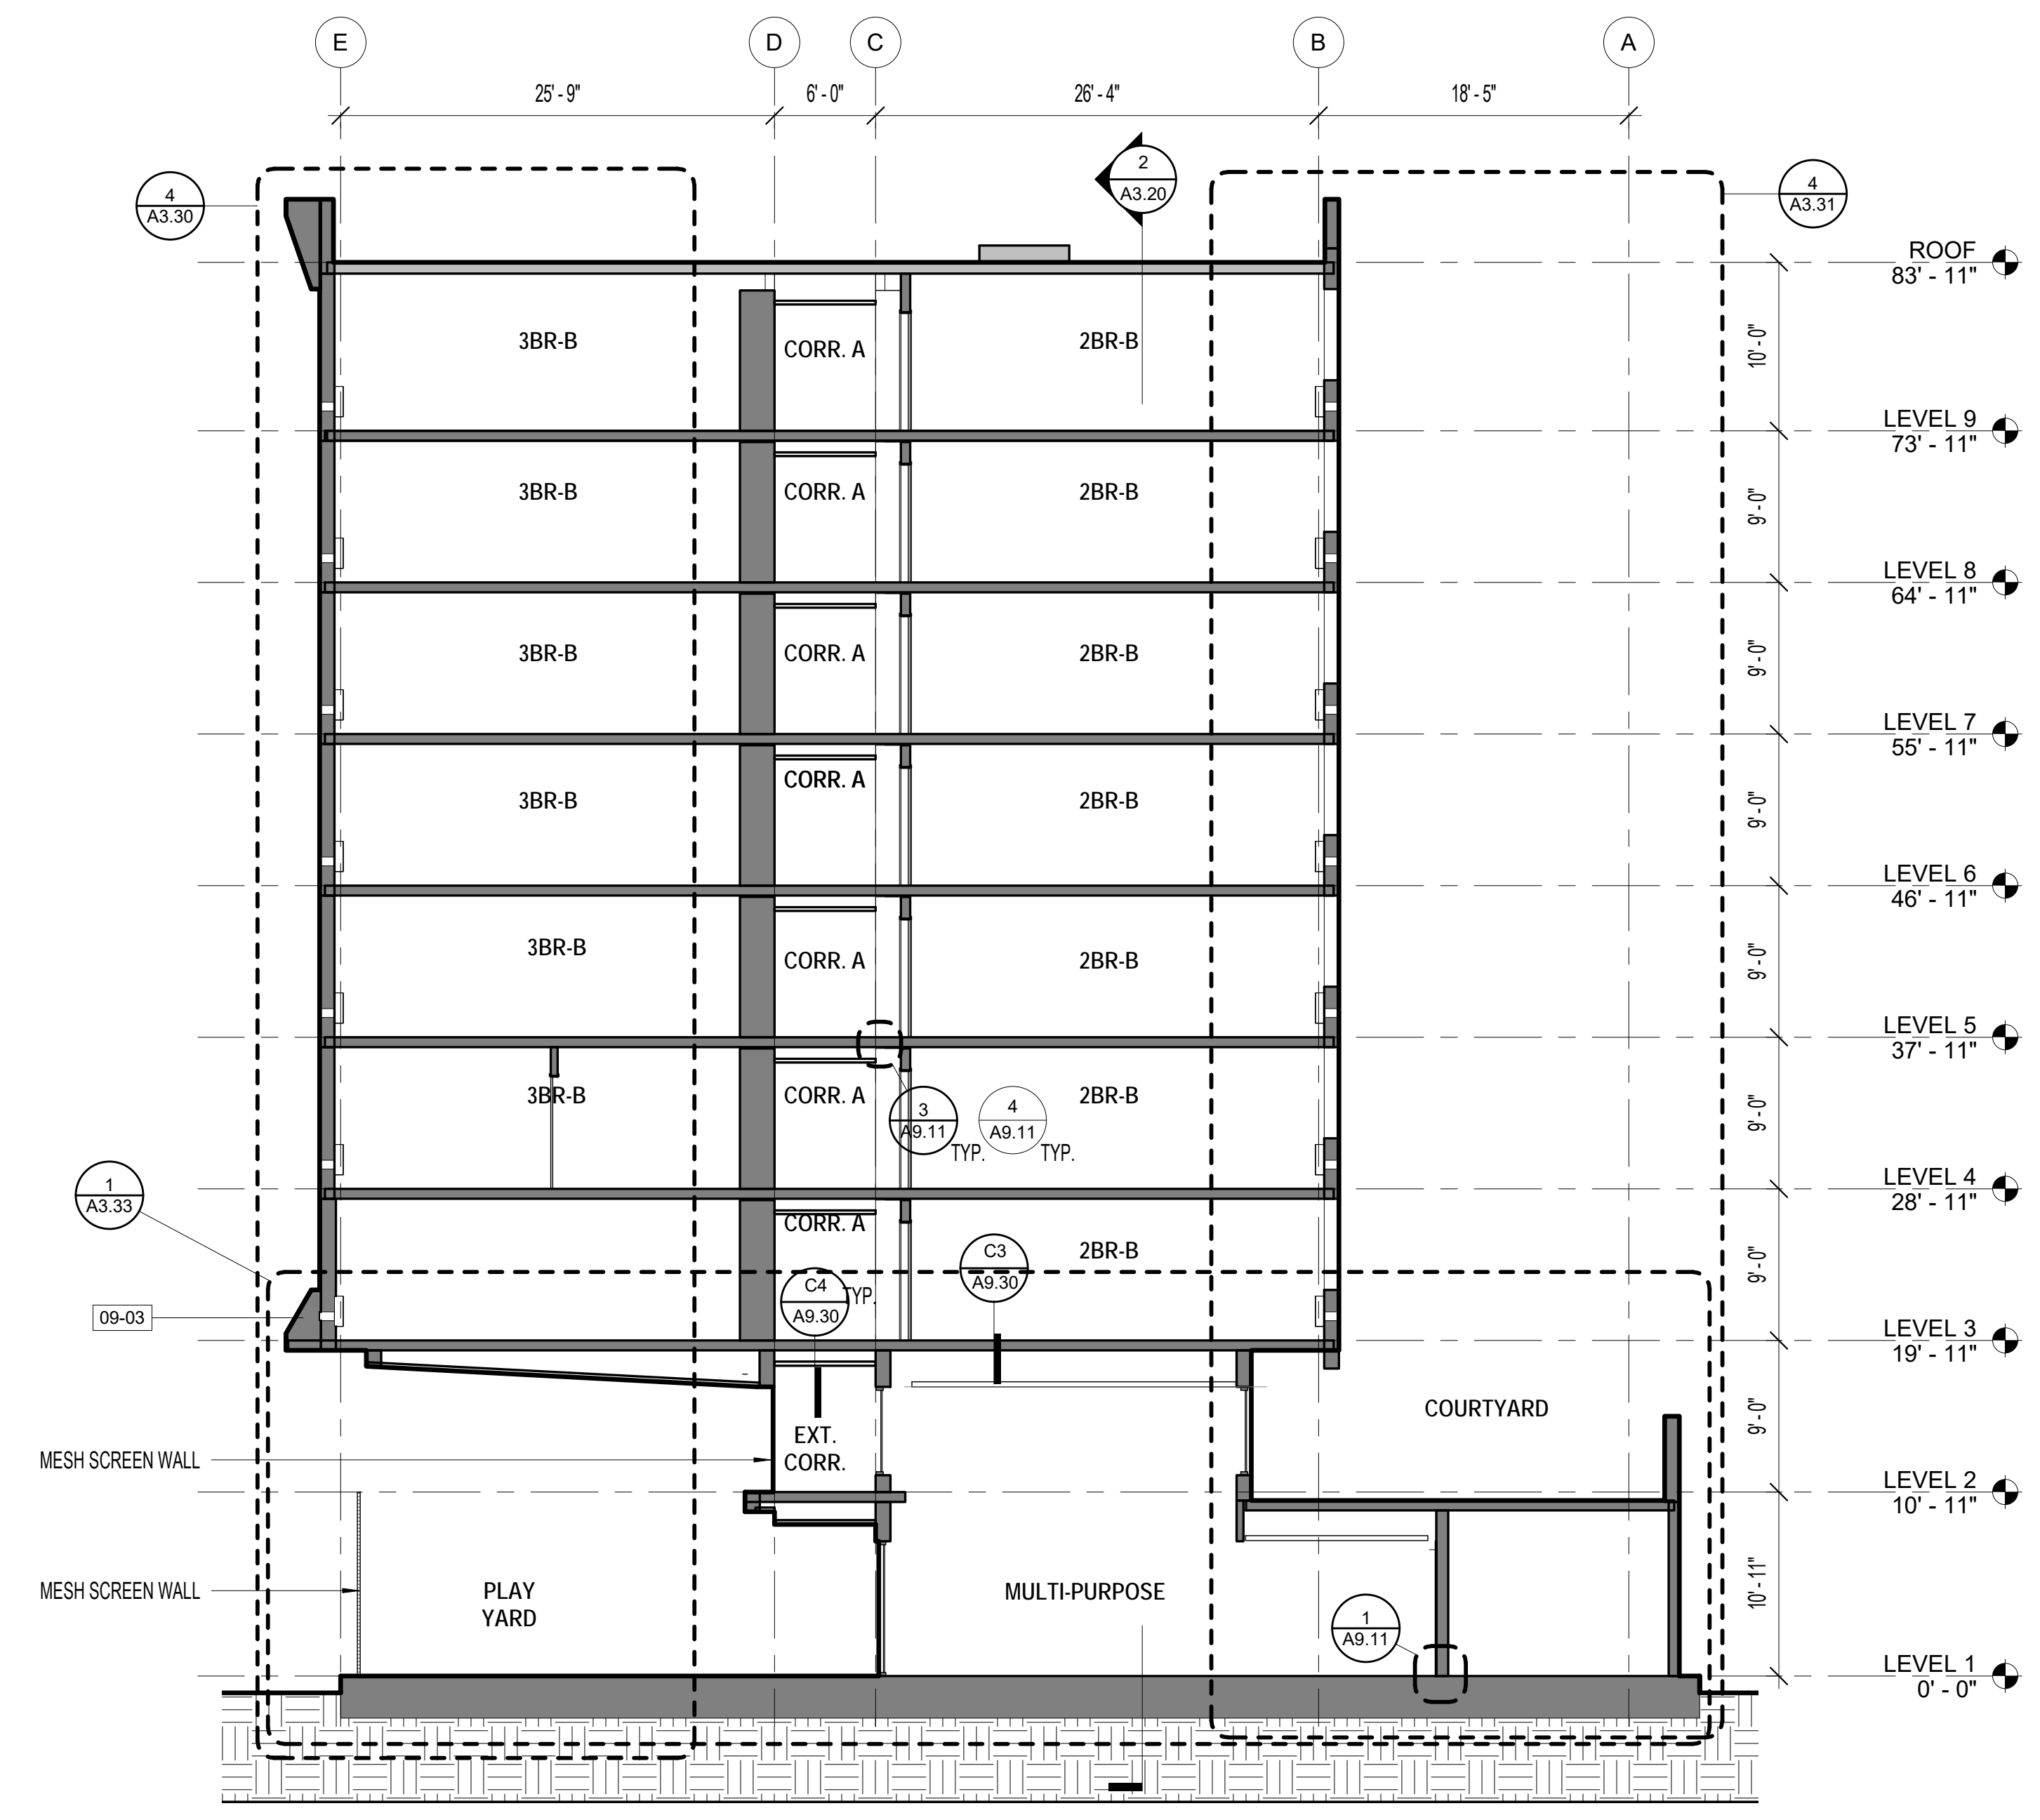 E
D
C
B
A
25' - 9"
6' - 0"
26' - 4"
18' - 5"
2
A3.20
4
A3.30
4
A3.31
ROOF
83' - 11"
10' - 0"
3BR-B
CORR. A
2BR-B
LEVEL 9
73' - 11"
9' - 0"
3BR-B
CORR. A
2BR-B
LEVEL 8
64' - 11"
9' - 0"
3BR-B
CORR. A
2BR-B
LEVEL 7
55' - 11"
9' - 0"
3BR-B
CORR. A
2BR-B
LEVEL 6
46' - 11"
9' - 0"
3BR-B
CORR. A
2BR-B
LEVEL 5
37' - 11"
9' - 0"
3BR-B
CORR. A
2BR-B
3
A9.11
TYP.
4
A9.11
TYP.
LEVEL 4
28' - 11"
1
A3.33
9' - 0"
CORR. A
2BR-B
C4
A9.30
TYP.
C3
A9.30
09-03
LEVEL 3
19' - 11"
9' - 0"
COURTYARD
EXT.
CORR.
MESH SCREEN WALL
LEVEL 2
10' - 11"
10' - 11"
MESH SCREEN WALL
PLAY
YARD
MULTI-PURPOSE
1
A9.11
LEVEL 1
0' - 0"